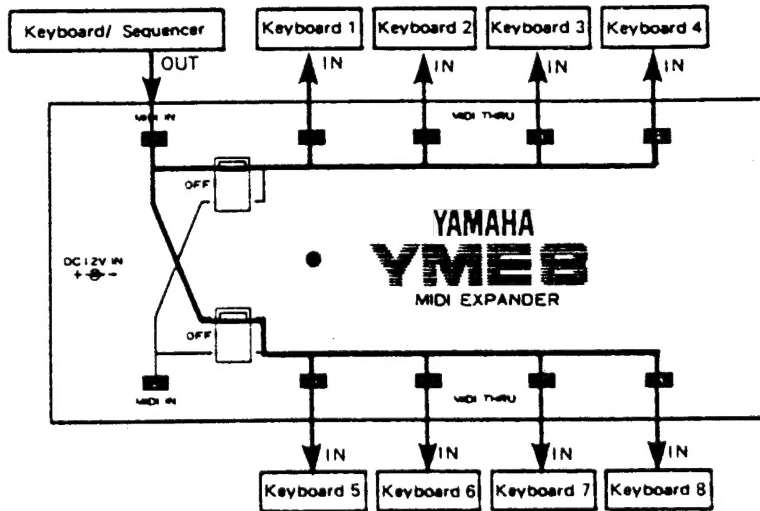 Keyboard/ Sequencer
Keyboard 1
Keyboard 2
Keyboard 3
Keyboard 4
OUT
IN
IN
IN
IN
MIDI IN
MIDI THRU
OFF
DC 12V IN
+ -
YAMAHA
YME8
MIDI EXPANDER
OFF
MIDI IN
MIDI THRU
IN
IN
IN
IN
Keyboard 5
Keyboard 6
Keyboard 7
Keyboard 8